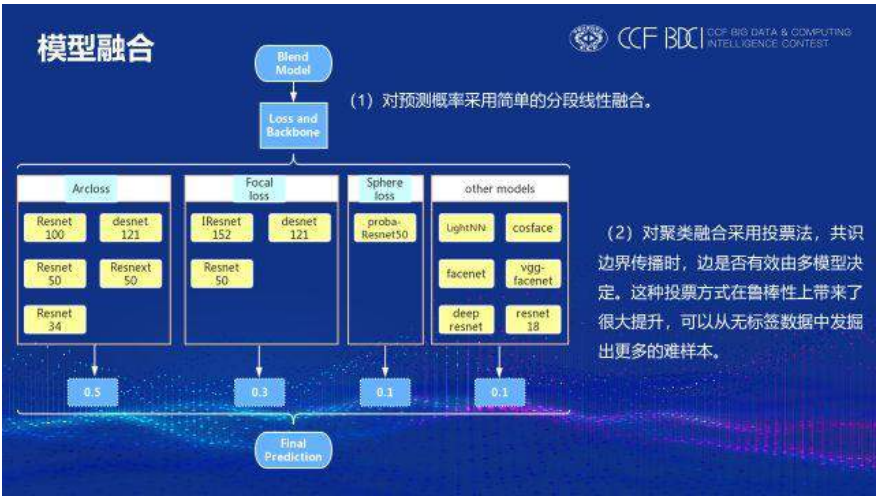 模型融合
CCF BDCI
CCF BIG DATA & COMPUTING
INTELLIGENCE CONTEST
Blend
Model
(1) 对预测概率采用简单的分段线性融合。
Loss and
Backbone
Arcloss
Resnet
100
desnet
121
Resnet
50
Resnext
50
Resnet
34
Focal
loss
IResnet
152
desnet
121
Resnet
50
Sphere
loss
proba-
Resnet50
other models
LightNN
cosface
facenet
vgg-
facenet
deep
resnet
resnet
18
(2) 对聚类融合采用投票法，共识
边界传播时，边是否有效由多模型决
定。这种投票方式在鲁棒性上带来了
很大提升，可以从无标签数据中发掘
出更多的难样本。
0.5
0.3
0.1
0.1
Final
Prediction